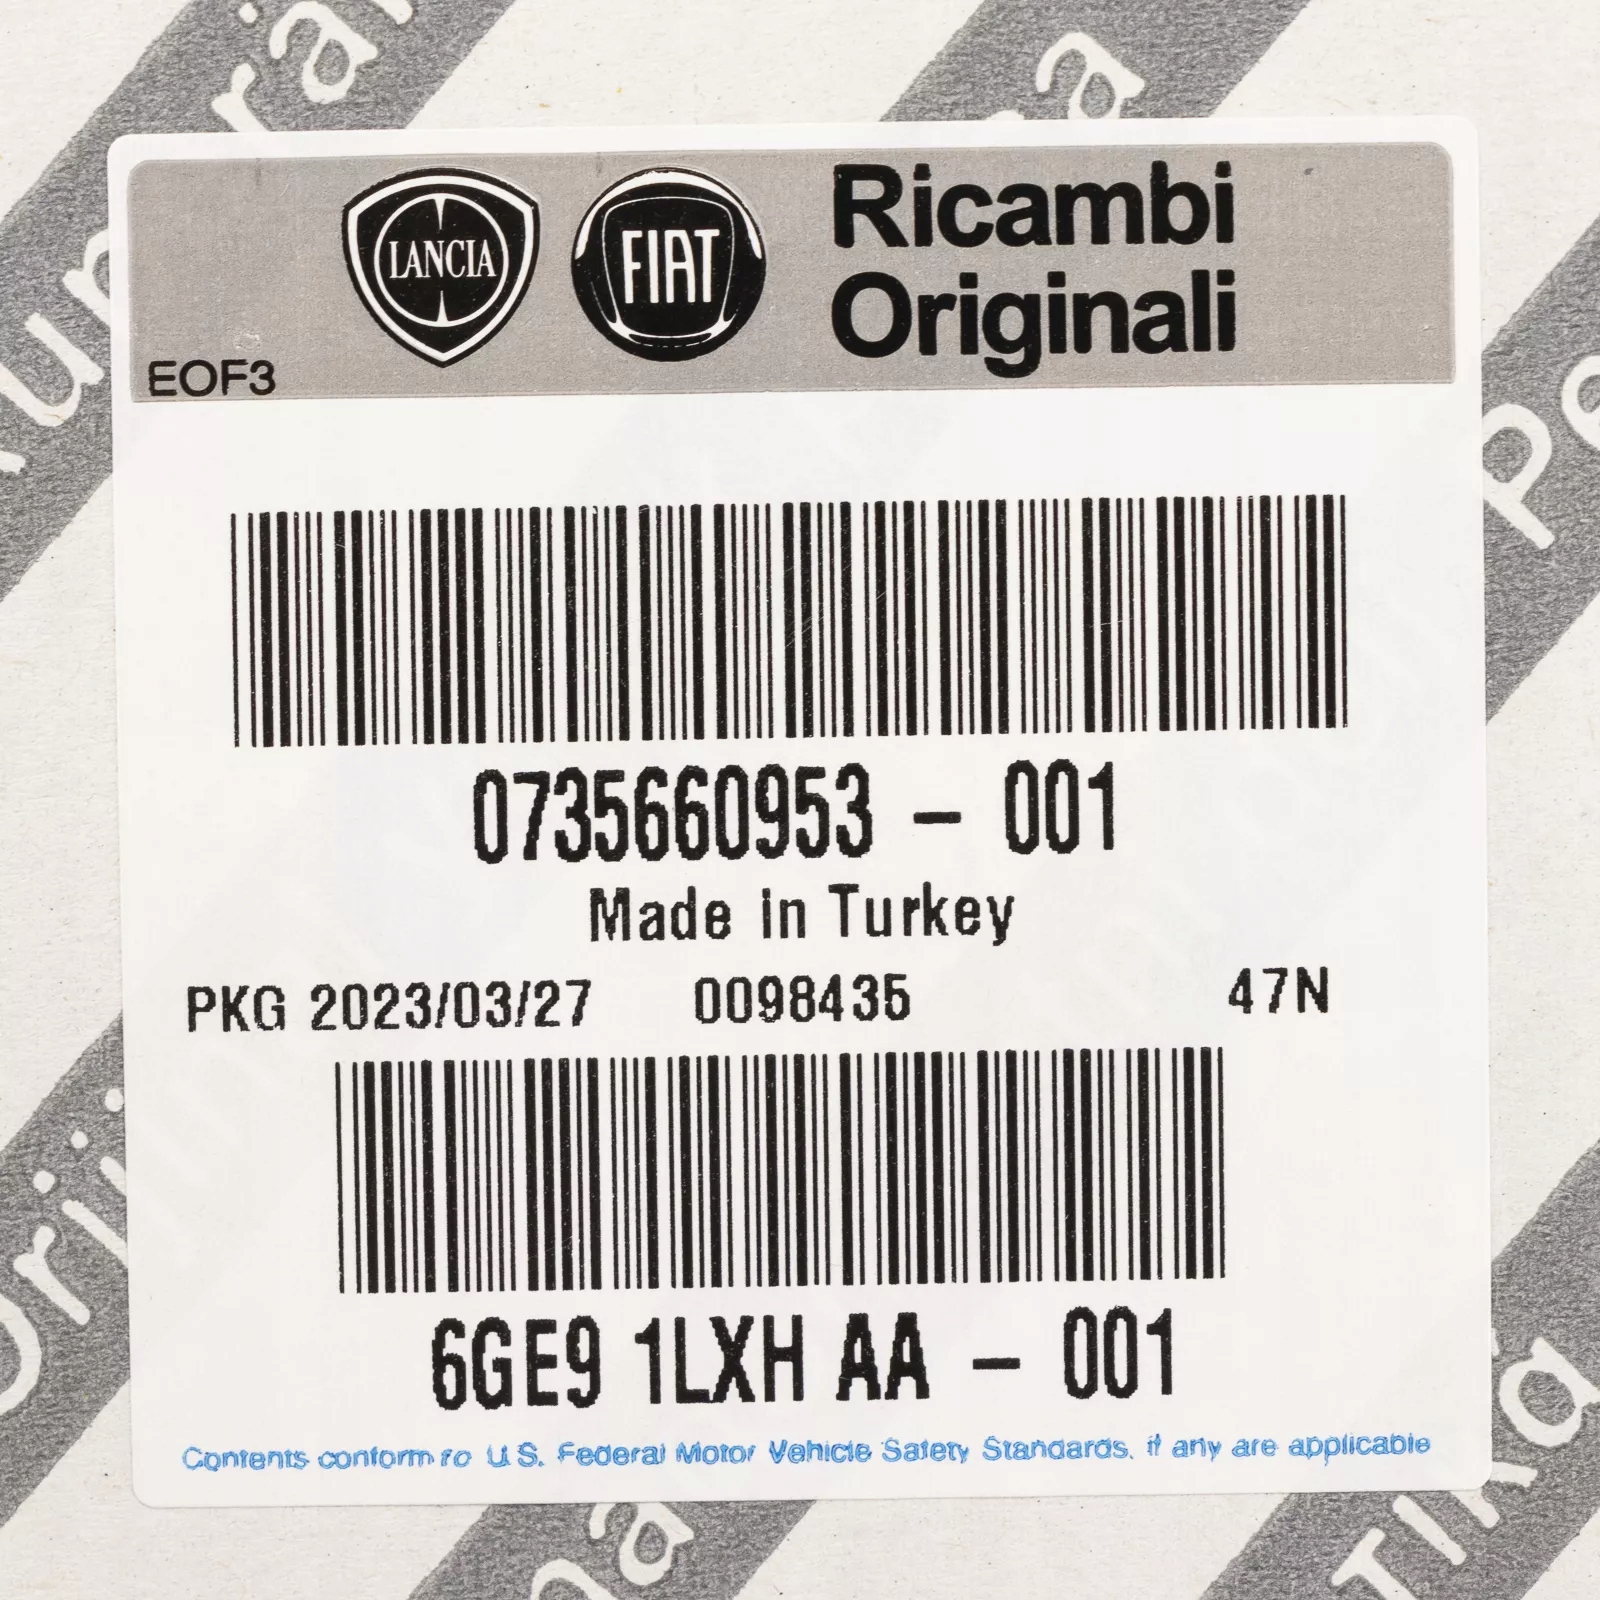 LANCIA
FIAT
Ricambi
Originali
EOF3
0735660953 - 001
Made in Turkey
PKG 2023/03/27 0098435 47N
6GE9 1LXH AA - 001
Contents conform to U.S. Federal Motor Vehicle Safety Standards. if any are applicable